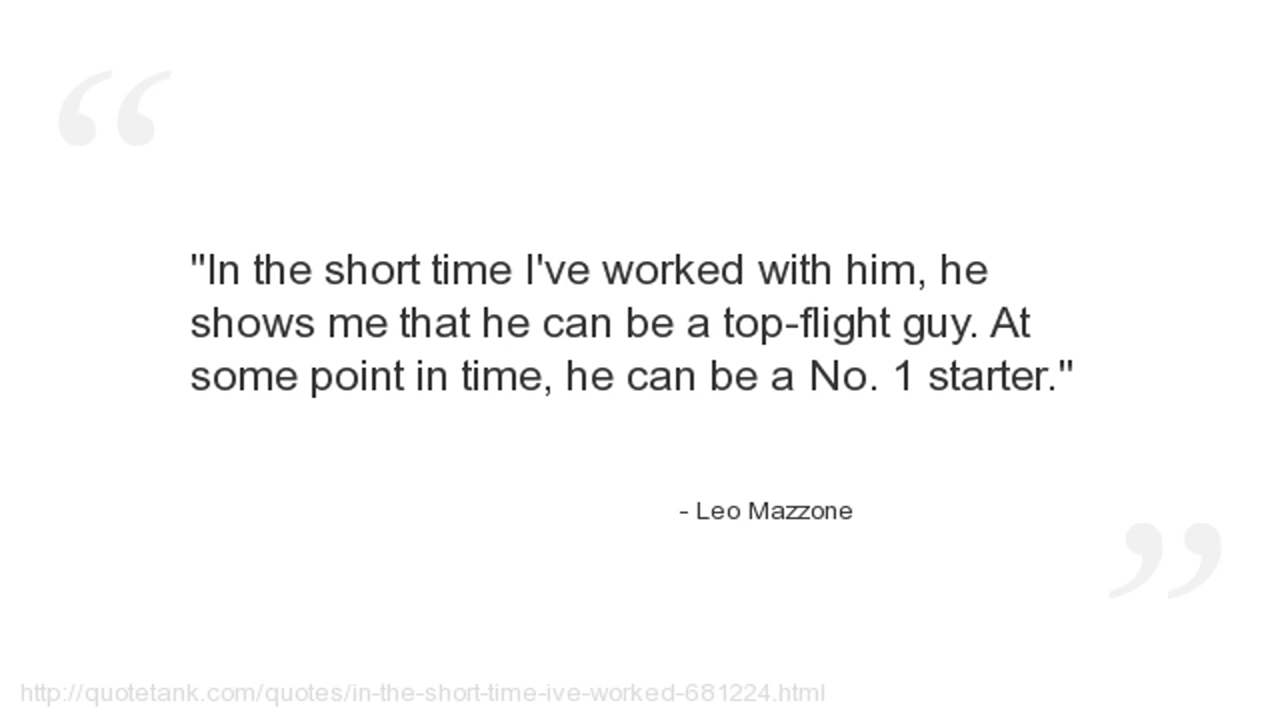 “
"In the short time I've worked with him, he
shows me that he can be a top-flight guy. At
some point in time, he can be a No. 1 starter."
- Leo Mazzone
”
http://quotetank.com/quotes/in-the-short-time-ive-worked-681224.html